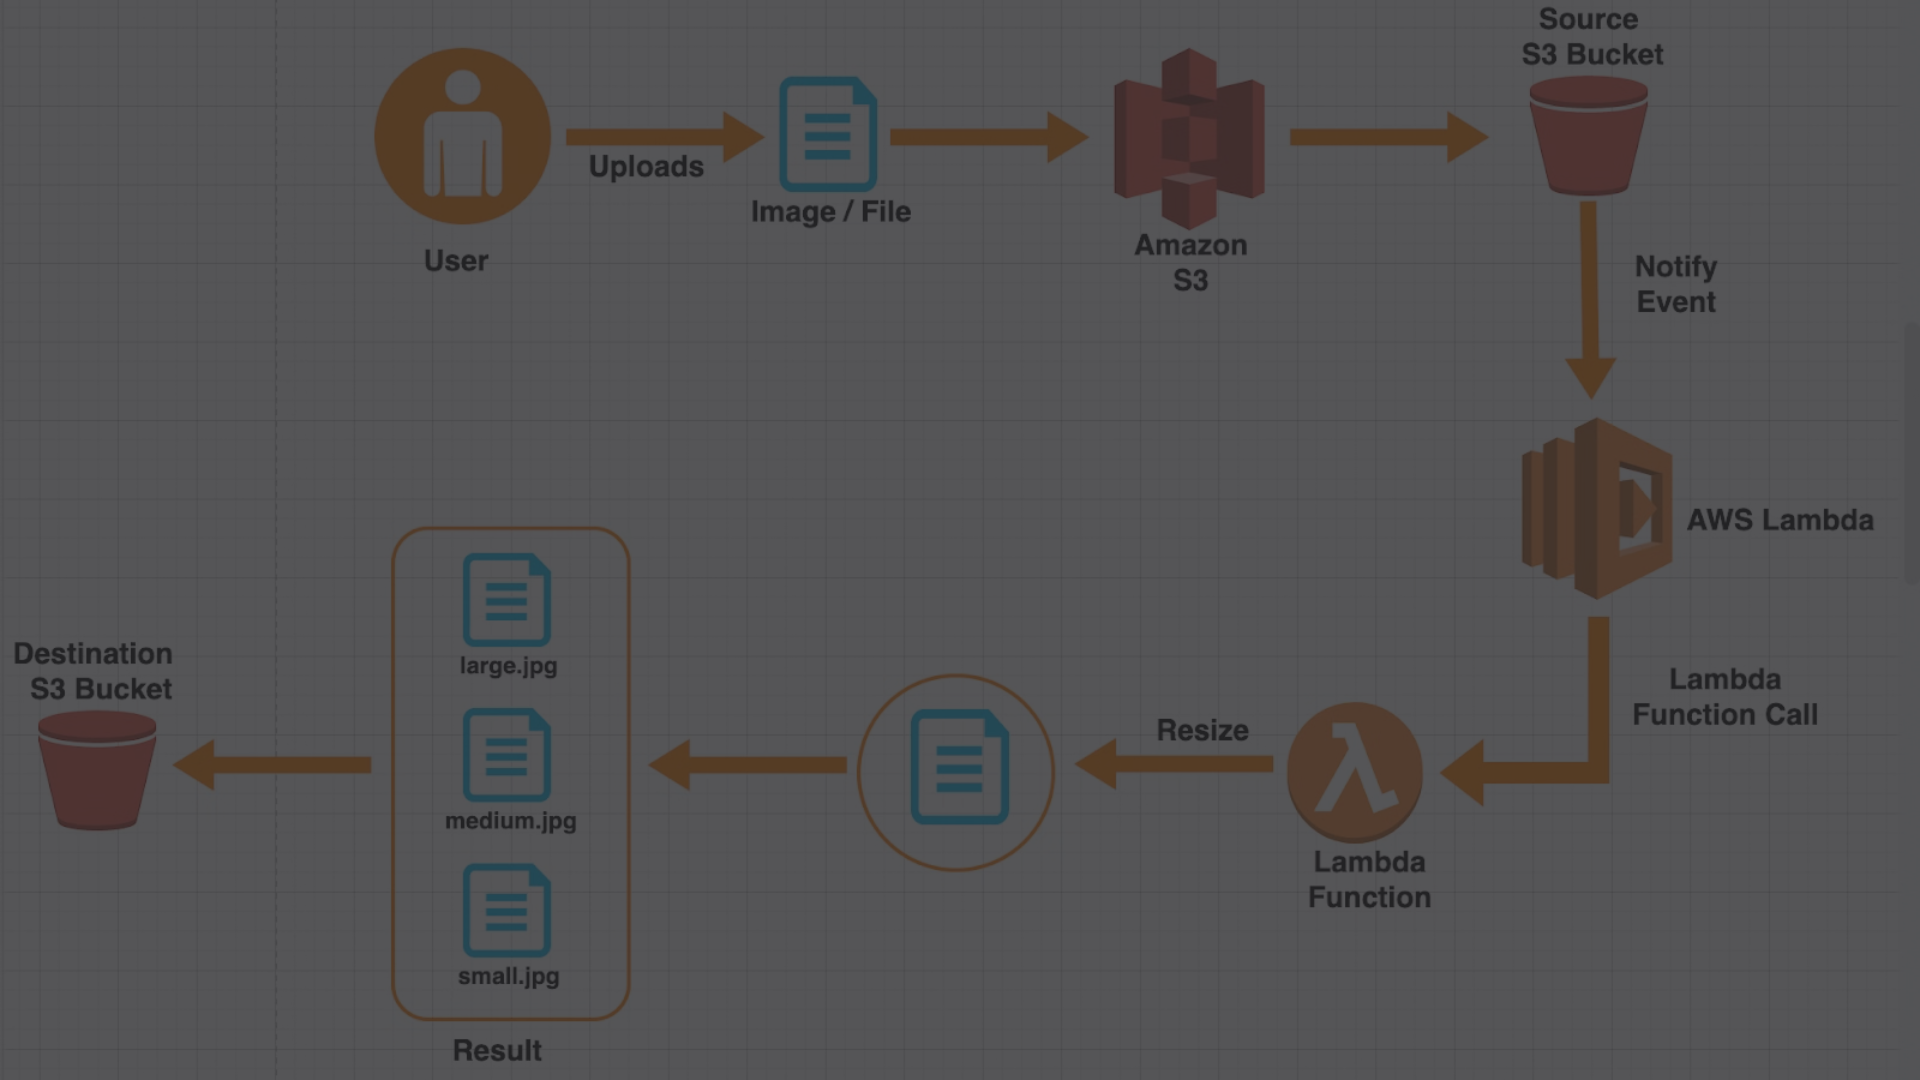 Source
S3 Bucket
Uploads
Image / File
User
Amazon
S3
Notify
Event
AWS Lambda
Lambda
Function Call
Lambda
Function
Resize
large.jpg
medium.jpg
small.jpg
Result
Destination
S3 Bucket